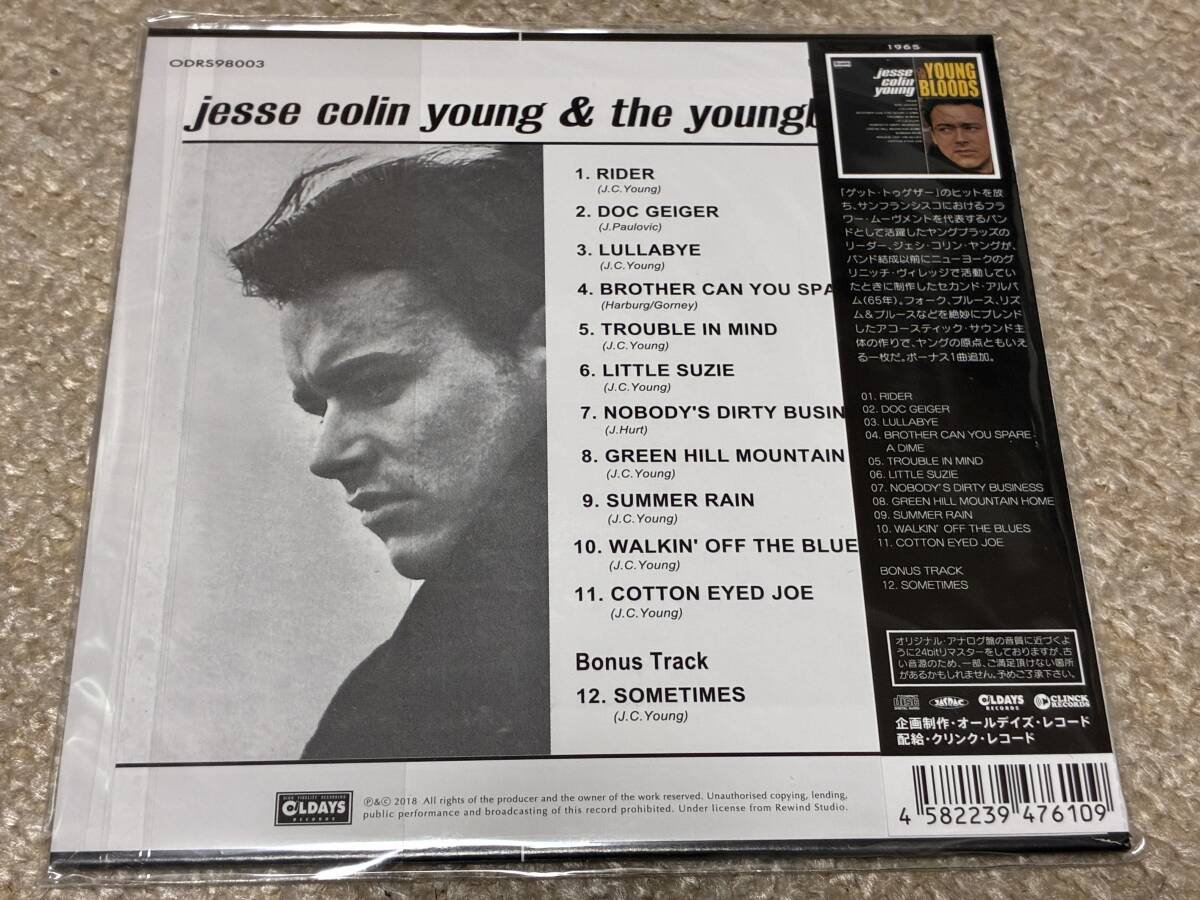 ODRS98003
jesse colin young & the youngb
1. RIDER
(J.C.Young)
2. DOC GEIGER
(J.Paulovic)
3. LULLABYE
(J.C.Young)
4. BROTHER CAN YOU SPA
(Harburg/Gorney)
5. TROUBLE IN MIND
(J.C.Young)
6. LITTLE SUZIE
(J.C.Young)
7. NOBODY'S DIRTY BUSIN
(J.Hurt)
8. GREEN HILL MOUNTAIN
(J.C.Young)
9. SUMMER RAIN
(J.C.Young)
10. WALKIN' OFF THE BLUE
(J.C.Young)
11. COTTON EYED JOE
(J.C.Young)
Bonus Track
12. SOMETIMES
(J.C.Young)
HIGH FIDELITY RECORDING
OLDAYS
RECORDS
℗&© 2018 All rights of the producer and the owner of the work reserved. Unauthorised copying, lending,
public performance and broadcasting of this record prohibited. Under license from Rewind Studio.
1965
jesse
colin
young
YOUNG
BLOODS
「ゲット・トゥゲザー」のヒットを放
ち、サンフランシスコにおけるフラ
ワー・ムーヴメントを代表するバン
ドとして活躍したヤングブラッズの
リーダー、ジェシ・コリン・ヤングが、
バンド結成以前にニューヨークのグ
リニッチ・ヴィレッジで活動してい
たときに制作したセカンド・アルバ
ム(65年)。フォーク、ブルース、リズ
ム&ブルースなどを絶妙にブレンド
したアコースティック・サウンド主
体の作りで、ヤングの原点ともいえ
る一枚だ。ボーナス1曲追加。
01. RIDER
02. DOC GEIGER
03. LULLABYE
04. BROTHER CAN YOU SPARE
A DIME
05. TROUBLE IN MIND
06. LITTLE SUZIE
07. NOBODY'S DIRTY BUSINESS
08. GREEN HILL MOUNTAIN HOME
09. SUMMER RAIN
10. WALKIN' OFF THE BLUES
11. COTTON EYED JOE
BONUS TRACK
12. SOMETIMES
オリジナル・アナログ盤の音質に近づくよ
うに24bitリマスターをしておりますが、古
い音源のため、一部、ご満足頂けない箇所
があるかもしれません。予めご了承下さい。
JASRAC
OLDAYS
RECORDS
CLINCK
RECORDS
企画制作・オールデイズ・レコード
配給・クリンク・レコード
4 582239 476109